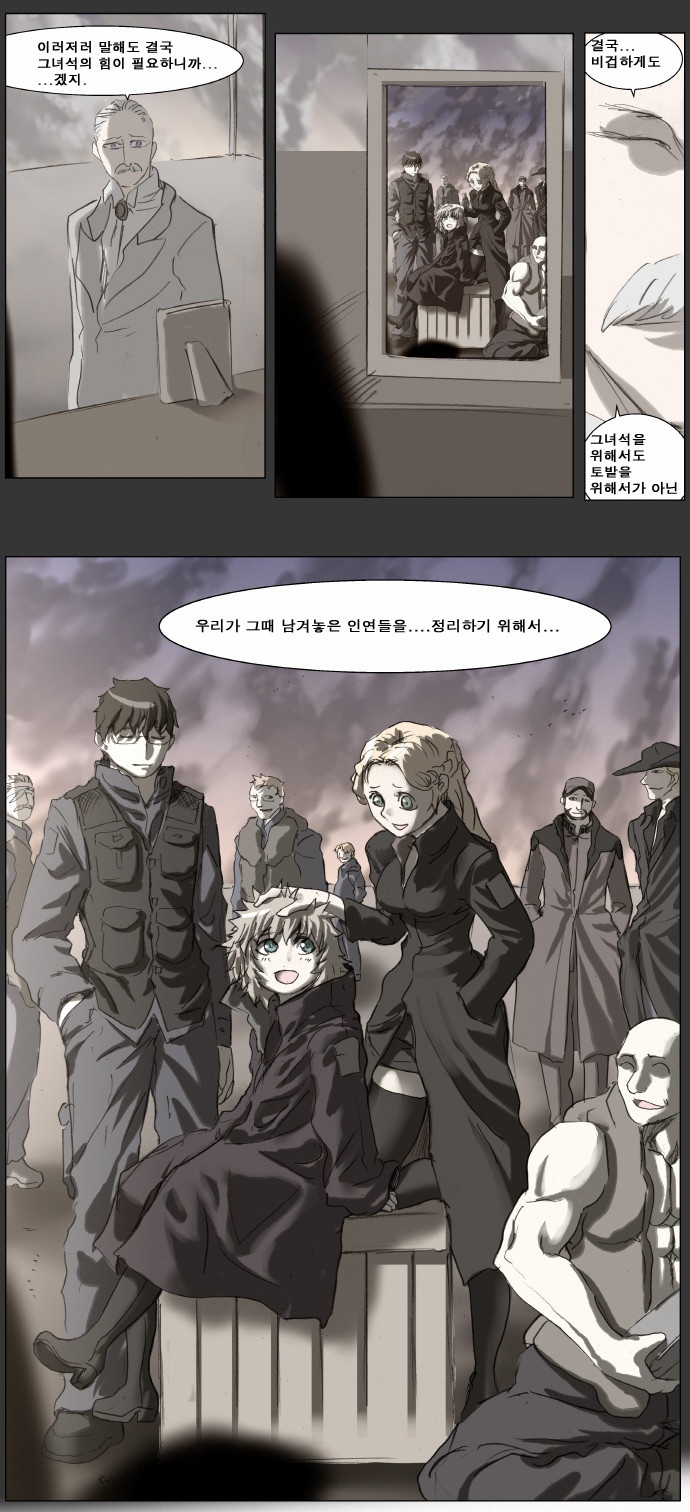 이러저러 말해도 결국
그녀석의 힘이 필요하니까...
...겠지.
결국...
비겁하게도
그녀석을
위해서도
토발을
위해서가 아닌
우리가 그때 남겨놓은 인연들을....정리하기 위해서...